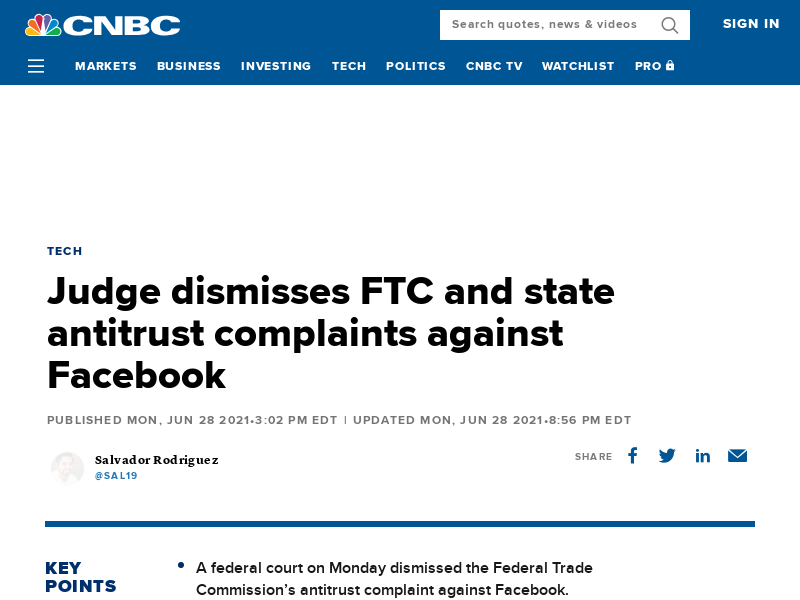 CNBC
Search quotes, news & videos
SIGN IN
MARKETS BUSINESS INVESTING TECH POLITICS CNBC TV WATCHLIST PRO
TECH
Judge dismisses FTC and state
antitrust complaints against
Facebook
PUBLISHED MON, JUN 28 2021•3:02 PM EDT | UPDATED MON, JUN 28 2021•8:56 PM EDT
Salvador Rodriguez
@SAL19
SHARE
KEY
POINTS
• A federal court on Monday dismissed the Federal Trade
Commission’s antitrust complaint against Facebook.